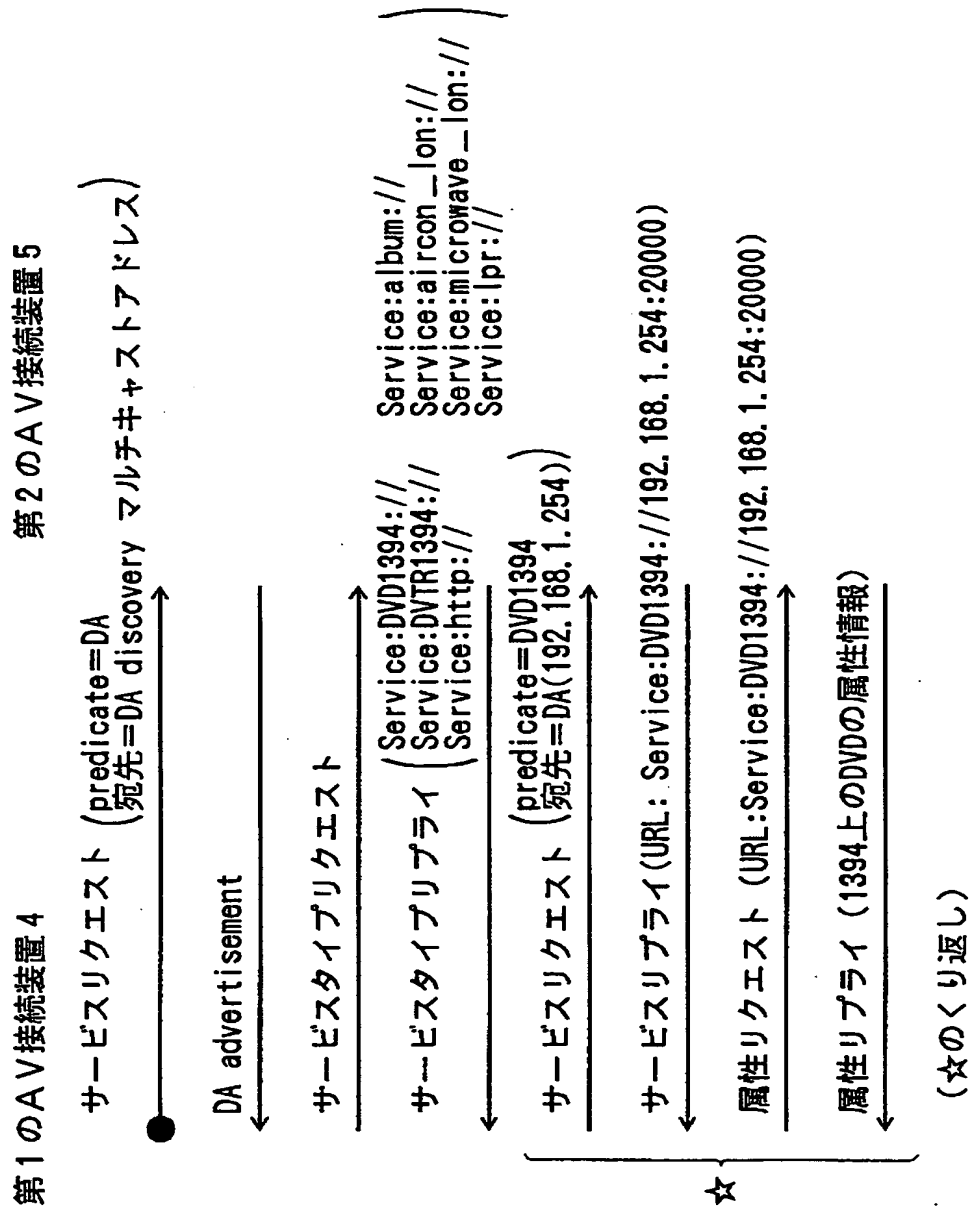 第1のAV接続装置4
第2のAV接続装置5
サービスリクエスト (predicate=DA
宛先=DA discovery マルチキャストアドレス)
DA advertisement
サービスタイプリクエスト
サービスタイプリプライ
(Service:DVD1394://
Service:DVTR1394://
Service:http://
Service:album://
Service:aircon_lon://
Service:microwave_lon://
Service:lpr://)
サービスリクエスト (predicate=DVD1394
宛先=DA(192.168.1.254))
サービスリプライ(URL: Service:DVD1394://192.168.1.254:20000)
属性リクエスト (URL:Service:DVD1394://192.168.1.254:20000)
属性リプライ (1394上のDVDの属性情報)
☆
(☆のくり返し)